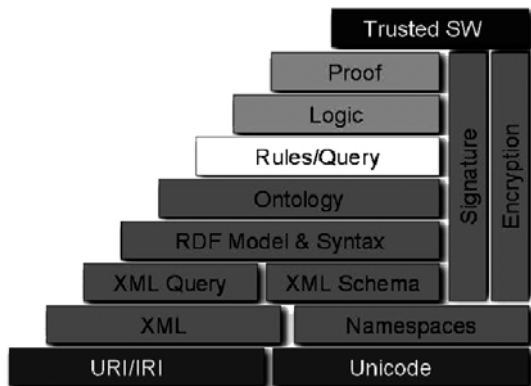 Trusted SW
Proof
Logic
Rules/Query
Ontology
RDF Model & Syntax
XML Query
XML Schema
XML
Namespaces
URI/IRI
Unicode
Signature
Encryption